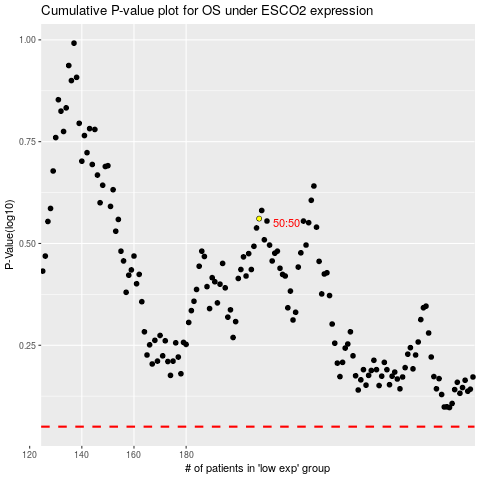 Cumulative P-value plot for OS under ESCO2 expression
P-Value(log10)
1.00
0.75
0.50
0.25
50:50
120 140 160 180
# of patients in 'low exp' group